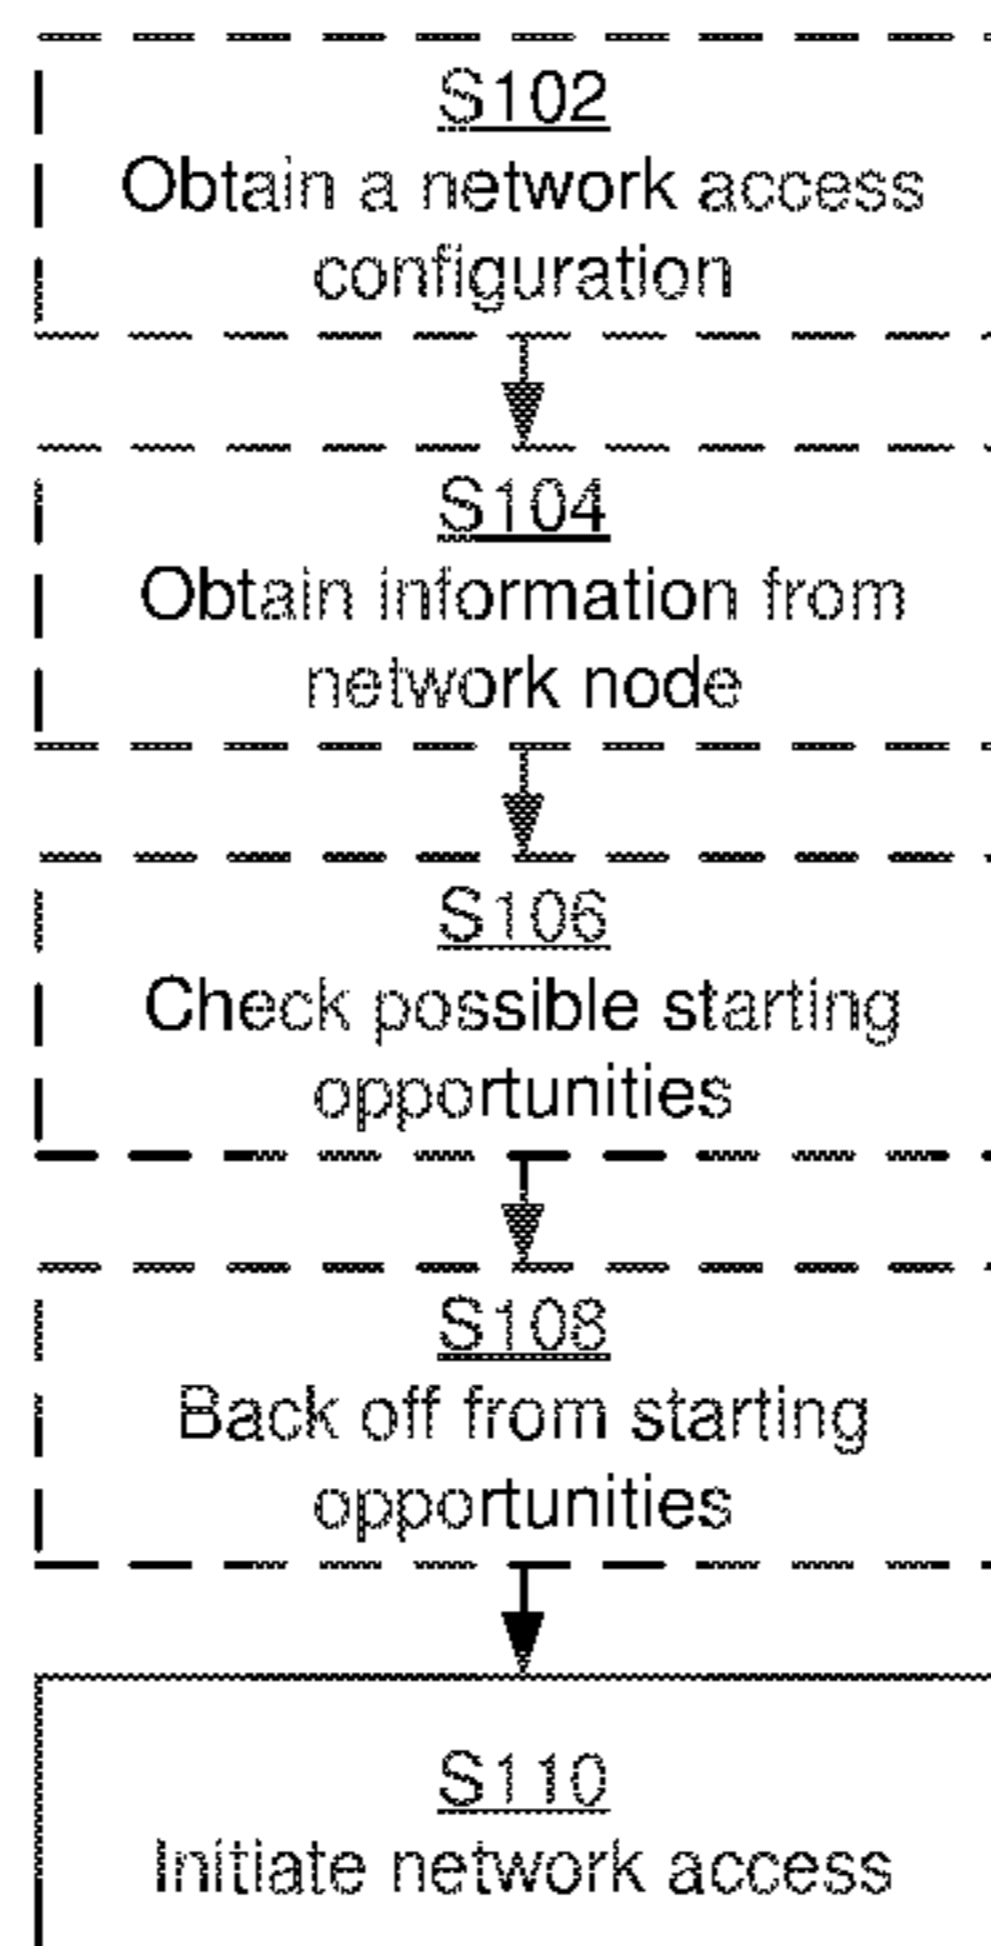 S102
Obtain a network access
configuration
S104
Obtain information from
network node
S106
Check possible starting
opportunities
S108
Back off from starting
opportunities
S110
Initiate network access